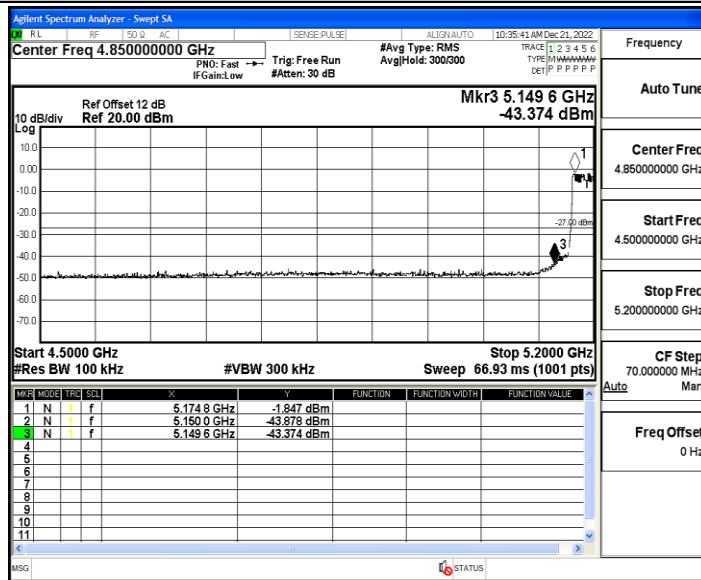 Agilent Spectrum Analyzer - Swept SA
RL RF 50 Ω AC SENSE:PULSE ALIGN AUTO 10:35:41 AM Dec 21, 2022
Center Freq 4.850000000 GHz
PNO: Fast
IFGain:Low
Trig: Free Run
#Atten: 30 dB
#Avg Type: RMS
Avg|Hold: 300/300
TRACE 1 2 3 4 5 6
TYPE M W W W W W
DET P P P P P P
Ref Offset 12 dB
10 dB/div Ref 20.00 dBm
Log
Mkr3 5.149 6 GHz
-43.374 dBm
10.0
0.00
-10.0
-20.0
-30.0
-40.0
-50.0
-60.0
-70.0
1
-27.00 dBm
3
Start 4.5000 GHz Stop 5.2000 GHz
#Res BW 100 kHz #VBW 300 kHz Sweep 66.93 ms (1001 pts)
MKR MODE TRC SCL X Y FUNCTION FUNCTION WIDTH FUNCTION VALUE
1 N 1 f 5.174 8 GHz -1.847 dBm
2 N 1 f 5.150 0 GHz -43.878 dBm
3 N 1 f 5.149 6 GHz -43.374 dBm
4
5
6
7
8
9
10
11
MSG STATUS
Frequency
Auto Tune
Center Freq
4.850000000 GHz
Start Freq
4.500000000 GHz
Stop Freq
5.200000000 GHz
CF Step
70.000000 MHz
Auto Man
Freq Offset
0 Hz